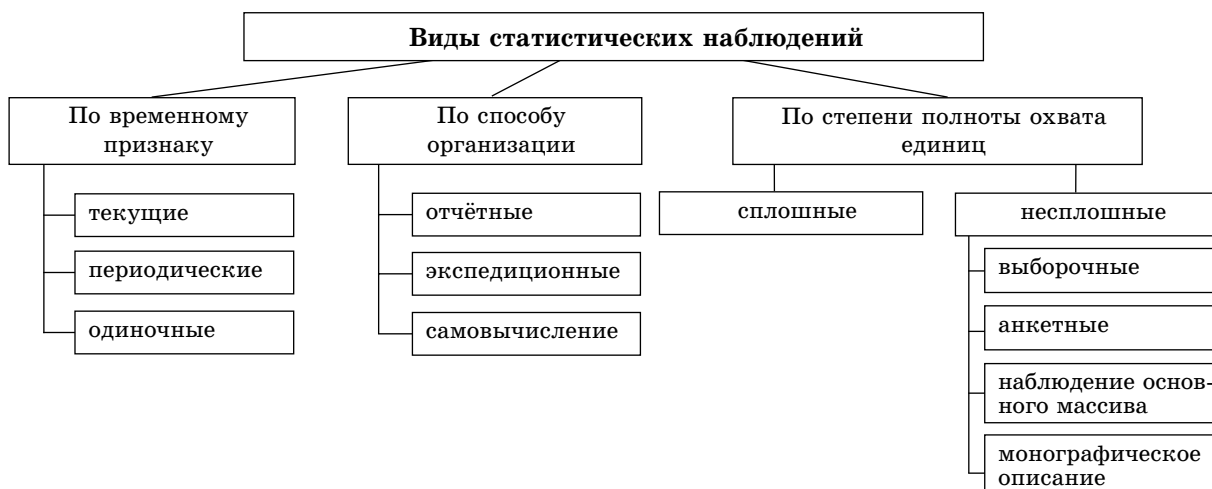 Виды статистических наблюдений
По временному
признаку
текущие
периодические
одиночные
По способу
организации
отчётные
экспедиционные
самовычисление
По степени полноты охвата
единиц
сплошные
несплошные
выборочные
анкетные
наблюдение основ-
ного массива
монографическое
описание